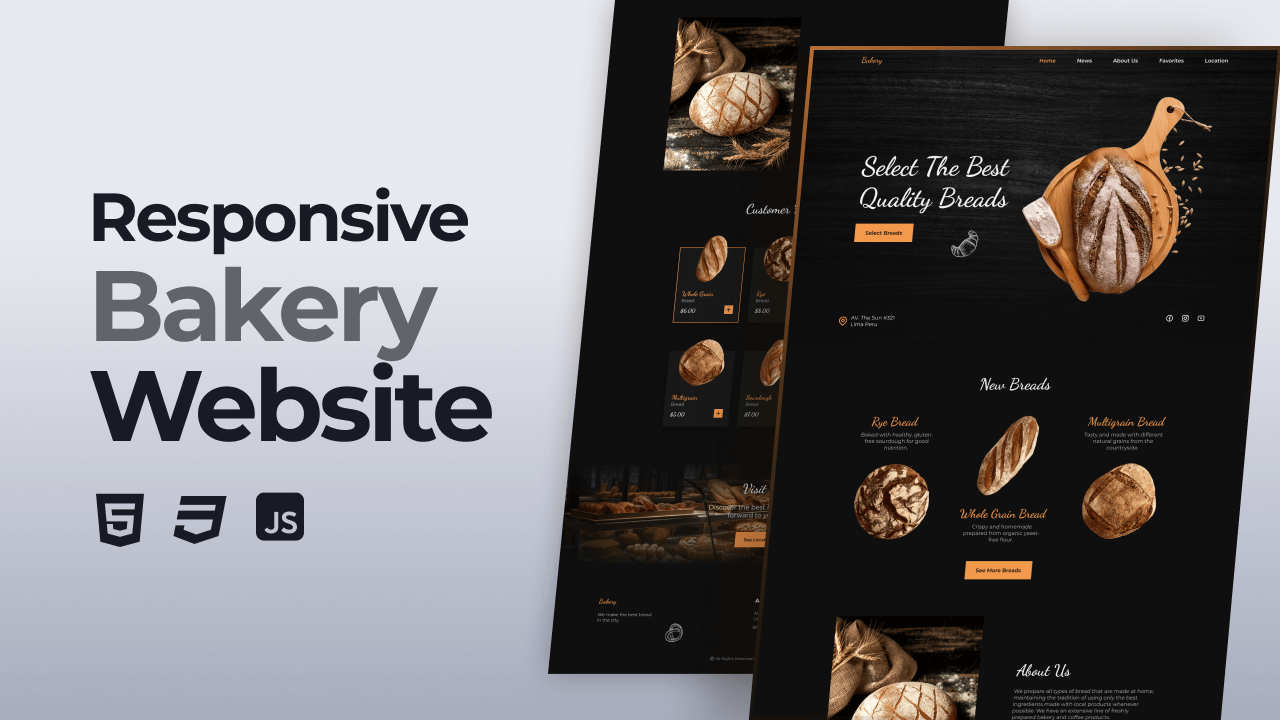 Responsive
Bakery
Website
JS
Customer
Whole Grain
Bread
$6.00
Rye
Bread
$3.00
Multigrain
Bread
$5.00
Sourdough
Bread
$7.00
Visit
Discover the best
forward to
Bakery
We make the best bread
in the city.
© All Rights Reserved
Bakery
Home
News
About Us
Favorites
Location
Select The Best
Quality Breads
Select Breads
AV. The Sun #321
Lima Peru
New Breads
Rye Bread
Baked with healthy, gluten-
free sourdough for good
nutrition.
Whole Grain Bread
Crispy and homemade
prepared from organic yeast-
free flour.
Multigrain Bread
Tasty and made with different
natural grains from the
countryside.
See More Breads
About Us
We prepare all types of bread that are made at home,
maintaining the tradition of using only the best
ingredients made with local products whenever
possible. We have an extensive line of freshly
prepared bakery and coffee products.